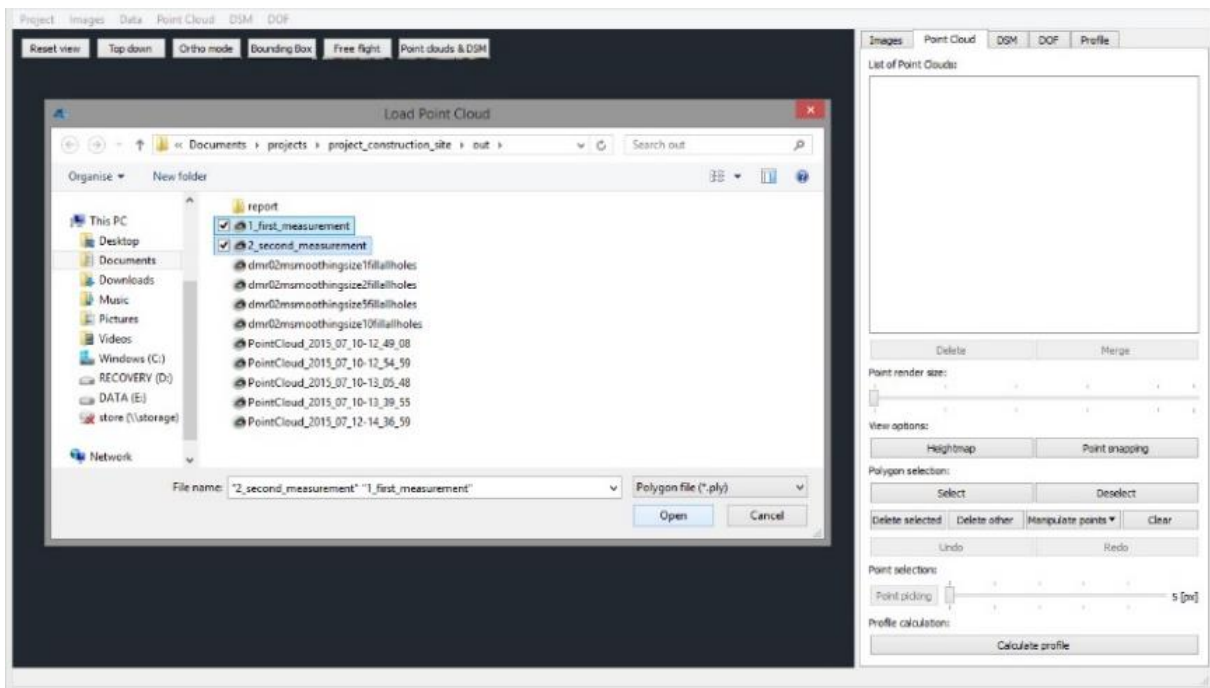 Project Images Data Point Cloud DSM DOF
Reset view Top down Ortho mode Bounding Box Free flight Point clouds & DSM
Images Point Cloud DSM DOF Profile
List of Point Clouds:
Load Point Cloud
« Documents › projects › project_construction_site › out ›
Search out
Organise New folder
This PC
Desktop
Documents
Downloads
Music
Pictures
Videos
Windows (C:)
RECOVERY (D:)
DATA (E:)
store (\\storage)
Network
report
1_first_measurement
2_second_measurement
dmr02msmoothingsize1fillallholes
dmr02msmoothingsize2fillallholes
dmr02msmoothingsize5fillallholes
dmr02msmoothingsize10fillallholes
PointCloud_2015_07_10-12_49_08
PointCloud_2015_07_10-12_54_59
PointCloud_2015_07_10-13_05_48
PointCloud_2015_07_10-13_39_55
PointCloud_2015_07_12-14_36_59
File name: "2_second_measurement" "1_first_measurement"
Polygon file (*.ply)
Open Cancel
Delete Merge
Point render size:
View options:
Heightmap Point snapping
Polygon selection:
Select Deselect
Delete selected Delete other Manipulate points Clear
Undo Redo
Point selection:
Point picking 5 [px]
Profile calculation:
Calculate profile